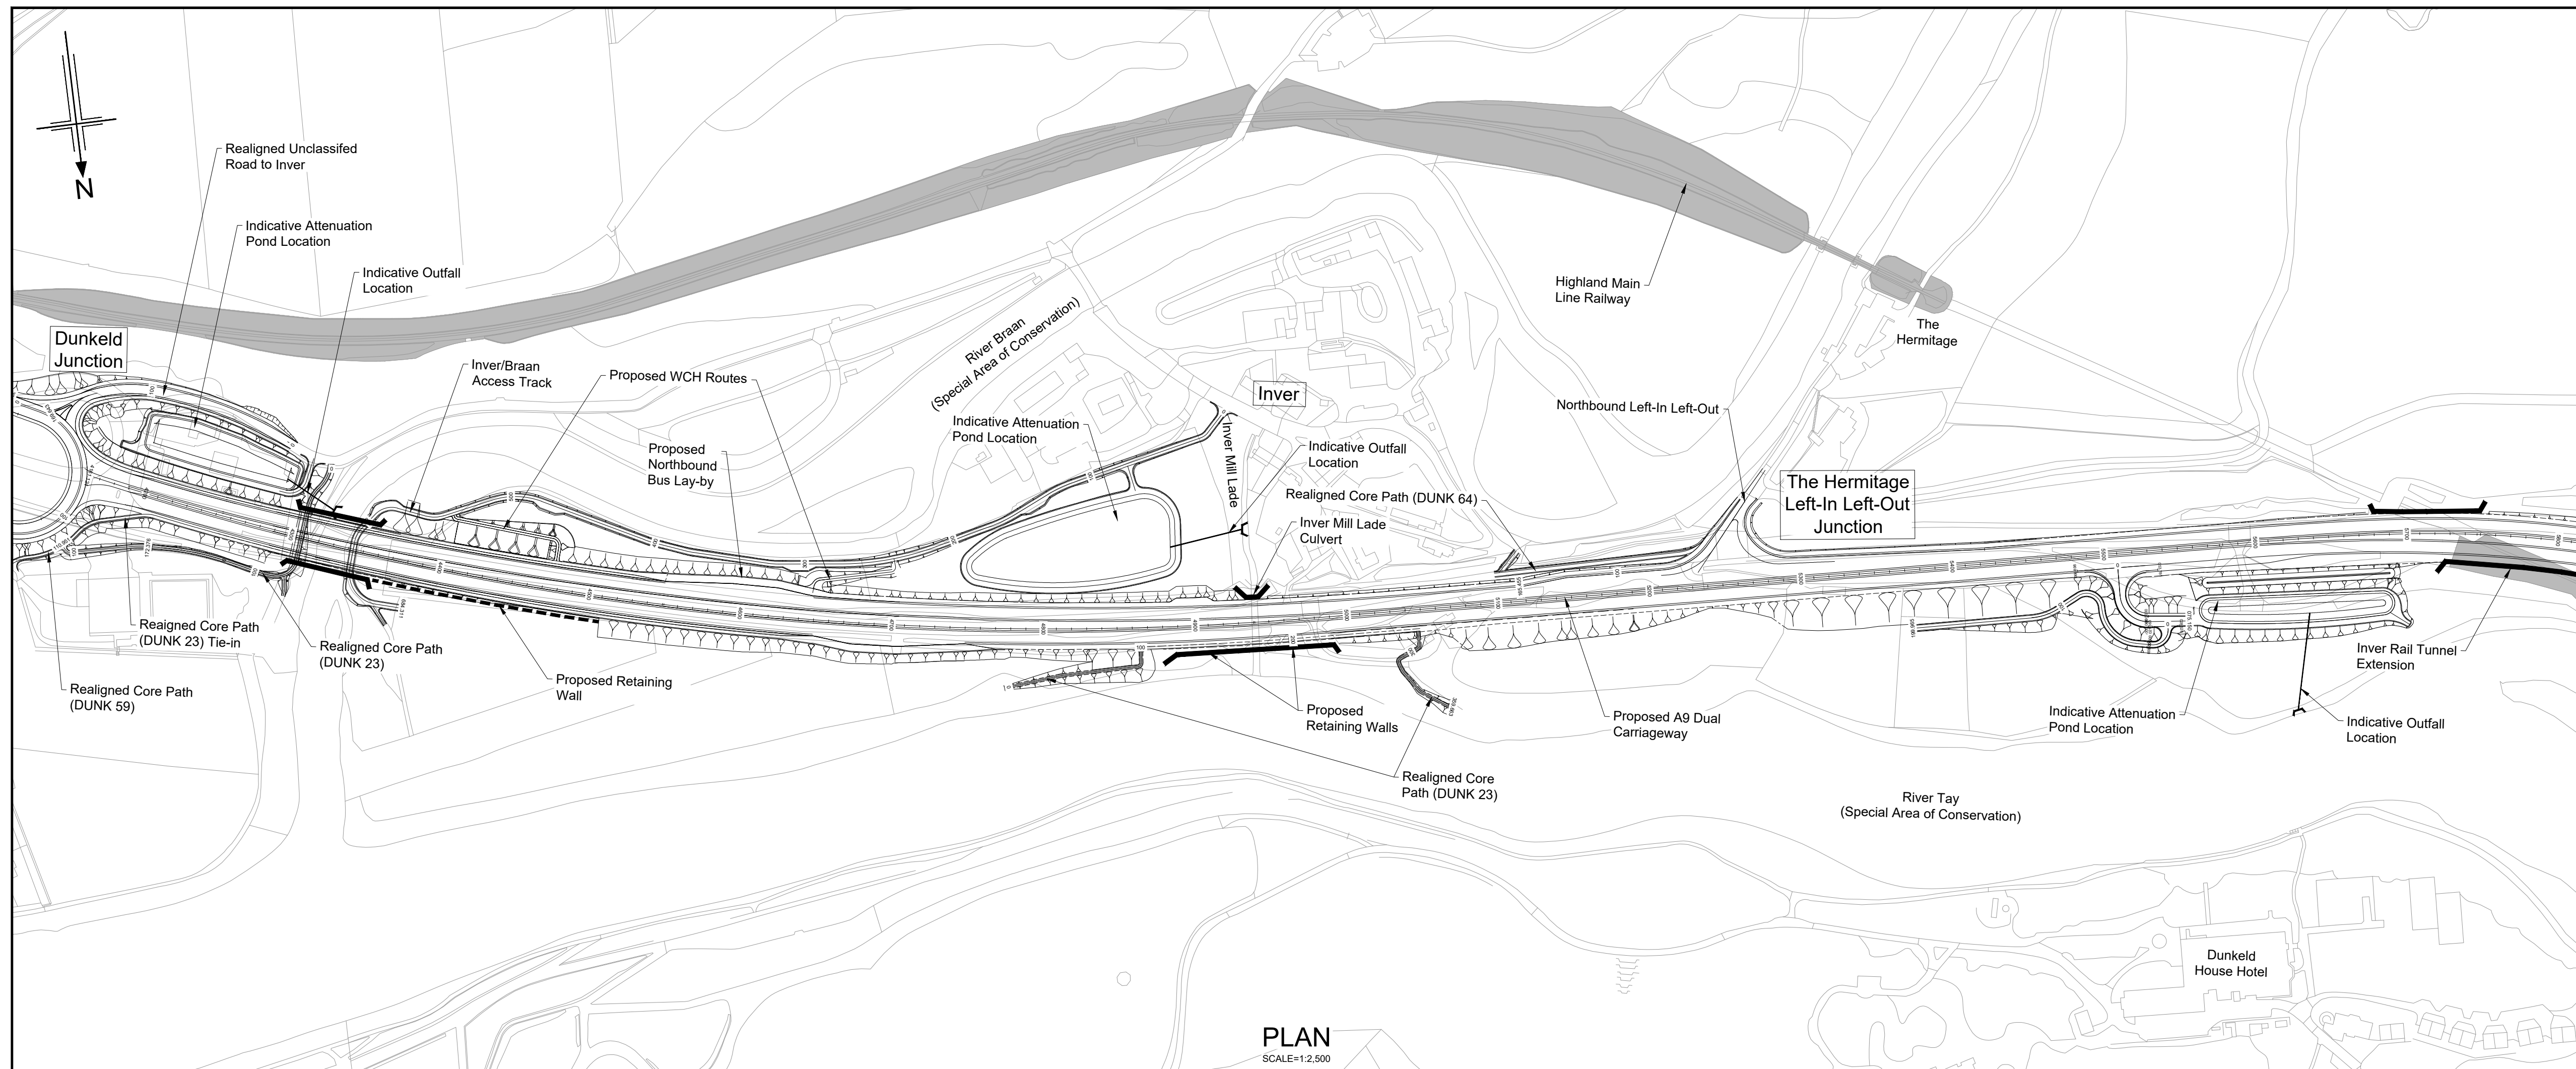 N
Realigned Unclassifed
Road to Inver
Indicative Attenuation
Pond Location
Indicative Outfall
Location
Dunkeld
Junction
Inver/Braan
Access Track
Proposed WCH Routes
Proposed
Northbound
Bus Lay-by
River Braan
(Special Area of Conservation)
Indicative Attenuation
Pond Location
Inver
Inver Mill Lade
Indicative Outfall
Location
Realigned Core Path (DUNK 64)
Inver Mill Lade
Culvert
Highland Main
Line Railway
The
Hermitage
Northbound Left-In Left-Out
The Hermitage
Left-In Left-Out
Junction
Reaigned Core Path
(DUNK 23) Tie-in
Realigned Core Path
(DUNK 23)
Realigned Core Path
(DUNK 59)
Proposed Retaining
Wall
Proposed
Retaining Walls
Realigned Core
Path (DUNK 23)
Proposed A9 Dual
Carriageway
Indicative Attenuation
Pond Location
Inver Rail Tunnel
Extension
Indicative Outfall
Location
River Tay
(Special Area of Conservation)
Dunkeld
House Hotel
PLAN
SCALE=1:2,500